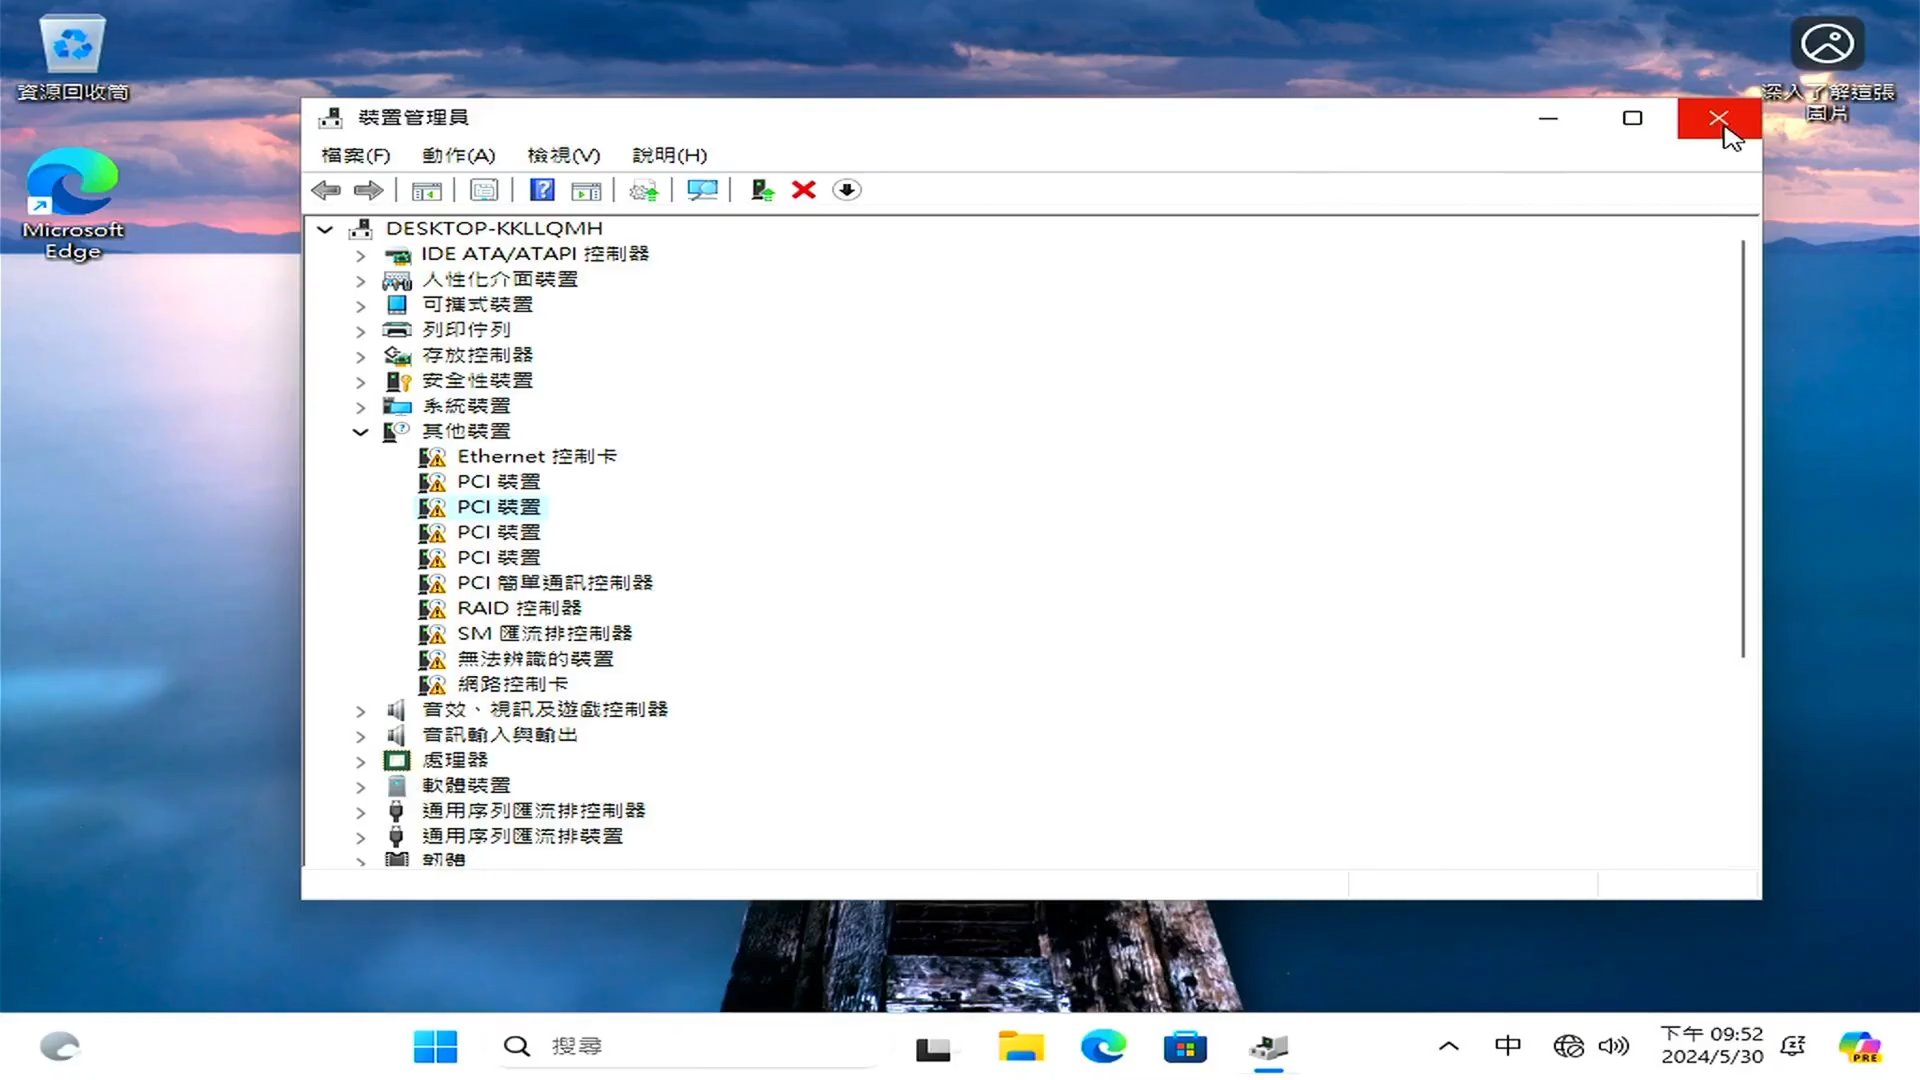 資源回收筒
Microsoft
Edge
深入了解這張
圖片
裝置管理員
檔案(F) 動作(A) 檢視(V) 說明(H)
DESKTOP-KKLLQMH
IDE ATA/ATAPI 控制器
人性化介面裝置
可攜式裝置
列印佇列
存放控制器
安全性裝置
系統裝置
其他裝置
Ethernet 控制卡
PCI 裝置
PCI 裝置
PCI 裝置
PCI 裝置
PCI 簡單通訊控制器
RAID 控制器
SM 匯流排控制器
無法辨識的裝置
網路控制卡
音效、視訊及遊戲控制器
音訊輸入與輸出
處理器
軟體裝置
通用序列匯流排控制器
通用序列匯流排裝置
韌體
搜尋
中
下午 09:52
2024/5/30
PRE